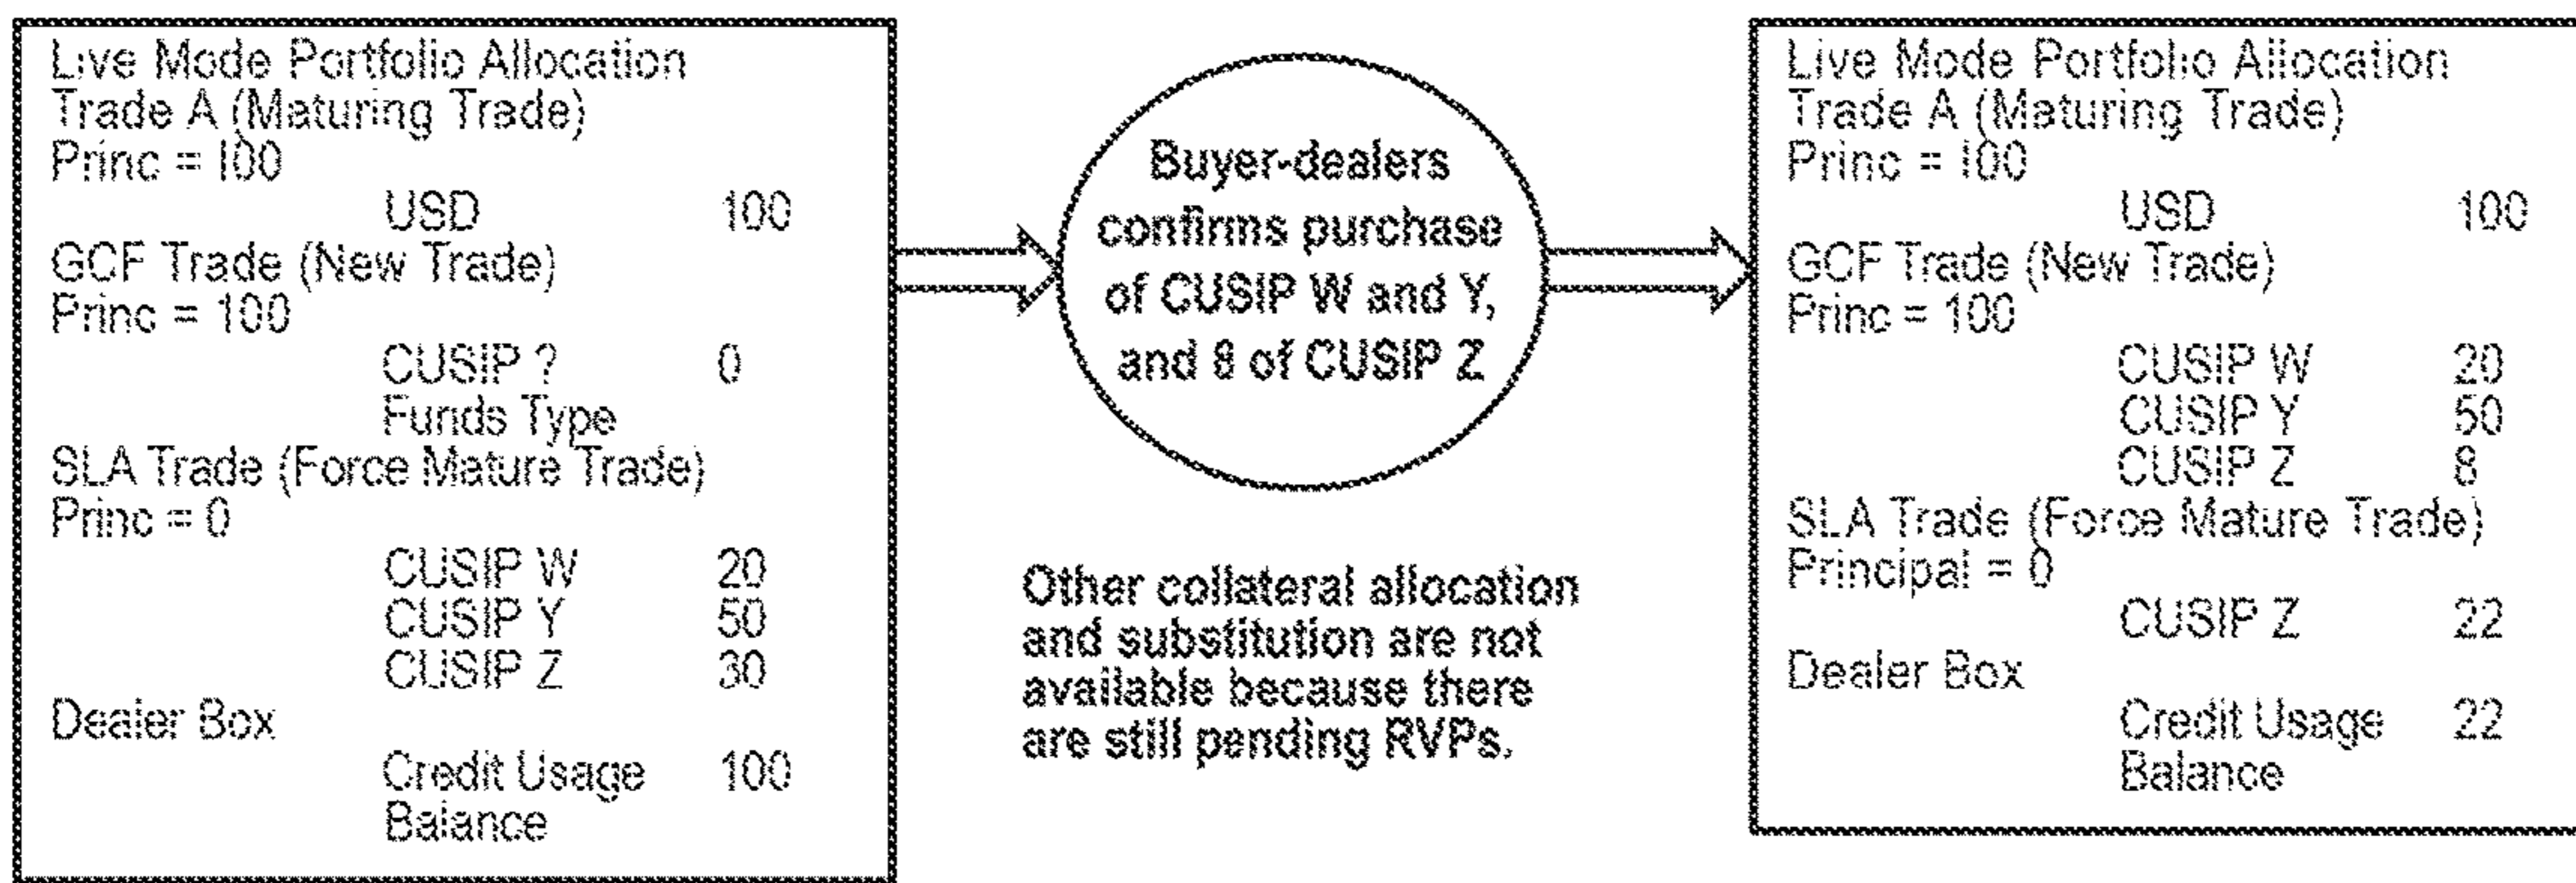 Live Mode Portfolio Allocation
Trade A (Maturing Trade)
Princ = 100
USD 100
GCF Trade (New Trade)
Princ = 100
CUSIP ? 0
Funds Type
SLA Trade (Force Mature Trade)
Princ = 0
CUSIP W 20
CUSIP Y 50
CUSIP Z 30
Dealer Box
Credit Usage 100
Balance
Buyer-dealers
confirms purchase
of CUSIP W and Y,
and 8 of CUSIP Z
Other collateral allocation
and substitution are not
available because there
are still pending RVPs.
Live Mode Portfolio Allocation
Trade A (Maturing Trade)
Princ = 100
USD 100
GCF Trade (New Trade)
Princ = 100
CUSIP W 20
CUSIP Y 50
CUSIP Z 8
SLA Trade (Force Mature Trade)
Principal = 0
CUSIP Z 22
Dealer Box
Credit Usage 22
Balance